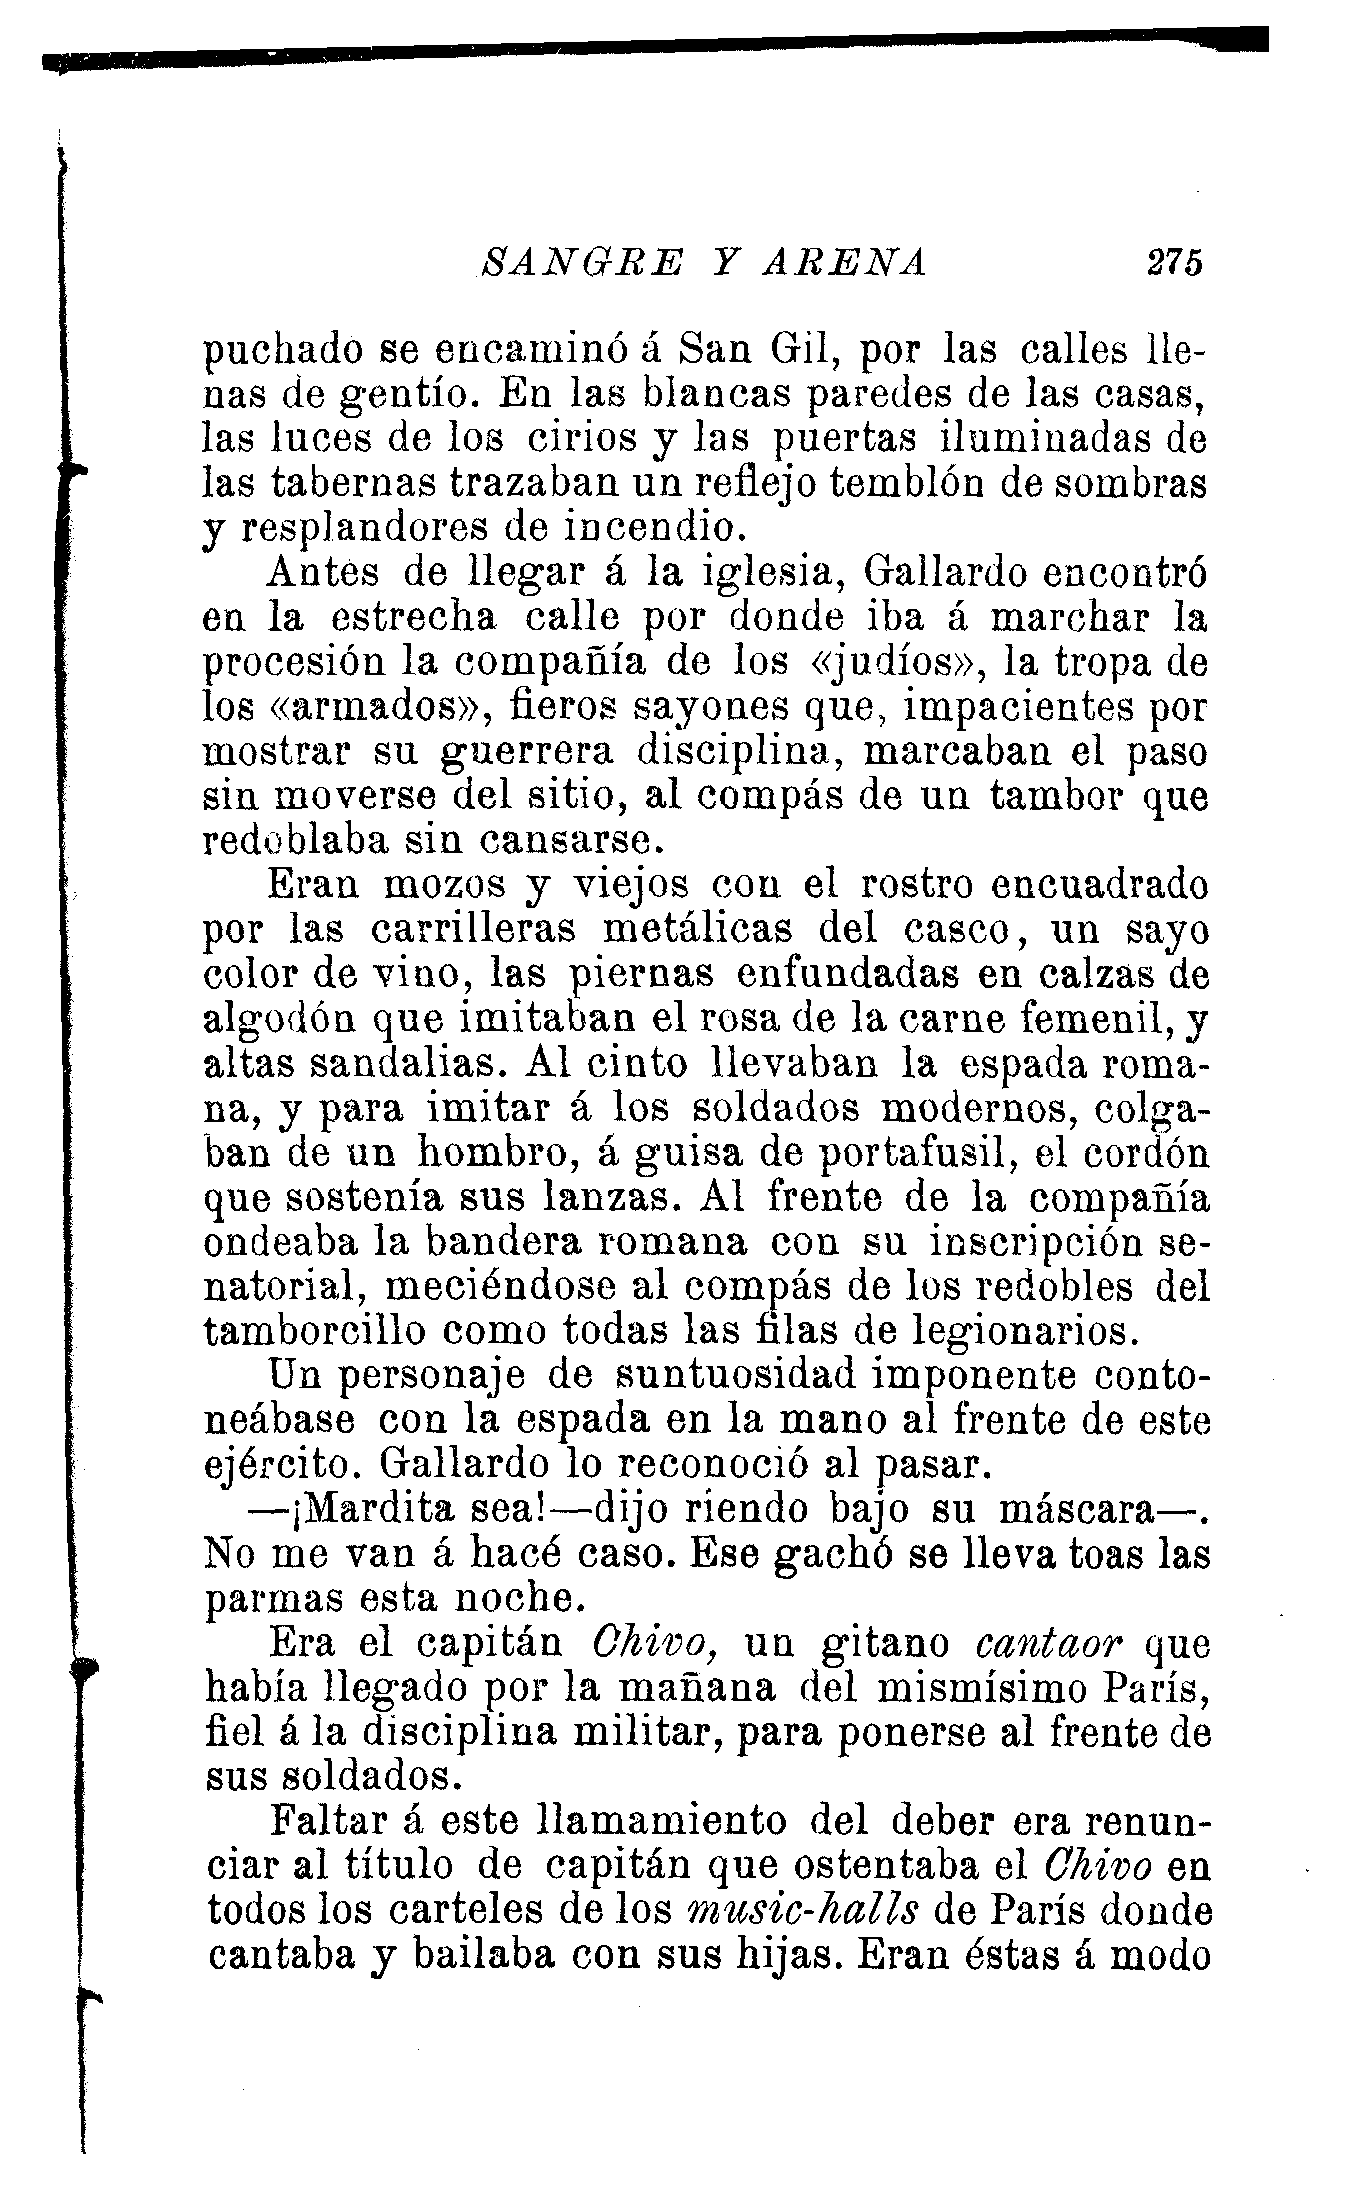 SANGRE Y ARENA 275
puchado se encaminó á San Gil, por las calles lle-
nas de gentío. En las blancas paredes de las casas,
las luces de los cirios y las puertas iluminadas de
las tabernas trazaban un reflejo temblón de sombras
y resplandores de incendio.
Antes de llegar á la iglesia, Gallardo encontró
en la estrecha calle por donde iba á marchar la
procesión la compañía de los «judíos», la tropa de
los «armados», fieros sayones que, impacientes por
mostrar su guerrera disciplina, marcaban el paso
sin moverse del sitio, al compás de un tambor que
redoblaba sin cansarse.
Eran mozos y viejos con el rostro encuadrado
por las carrilleras metálicas del casco, un sayo
color de vino, las piernas enfundadas en calzas de
algodón que imitaban el rosa de la carne femenil, y
altas sandalias. Al cinto llevaban la espada roma-
na, y para imitar á los soldados modernos, colga-
ban de un hombro, á guisa de portafusil, el cordón
que sostenía sus lanzas. Al frente de la compañía
ondeaba la bandera romana con su inscripción se-
natorial, meciéndose al compás de los redobles del
tamborcillo como todas las filas de legionarios.
Un personaje de suntuosidad imponente conto-
neábase con la espada en la mano al frente de este
ejército. Gallardo lo reconoció al pasar.
—¡Mardita sea!—dijo riendo bajo su máscara—.
No me van á hacé caso. Ese gachó se lleva toas las
parmas esta noche.
Era el capitán Chivo, un gitano cantaor que
había llegado por la mañana del mismísimo París,
fiel á la disciplina militar, para ponerse al frente de
sus soldados.
Faltar á este llamamiento del deber era renun-
ciar al título de capitán que ostentaba el Chivo en
todos los carteles de los music-halls de París donde
cantaba y bailaba con sus hijas. Eran éstas á modo